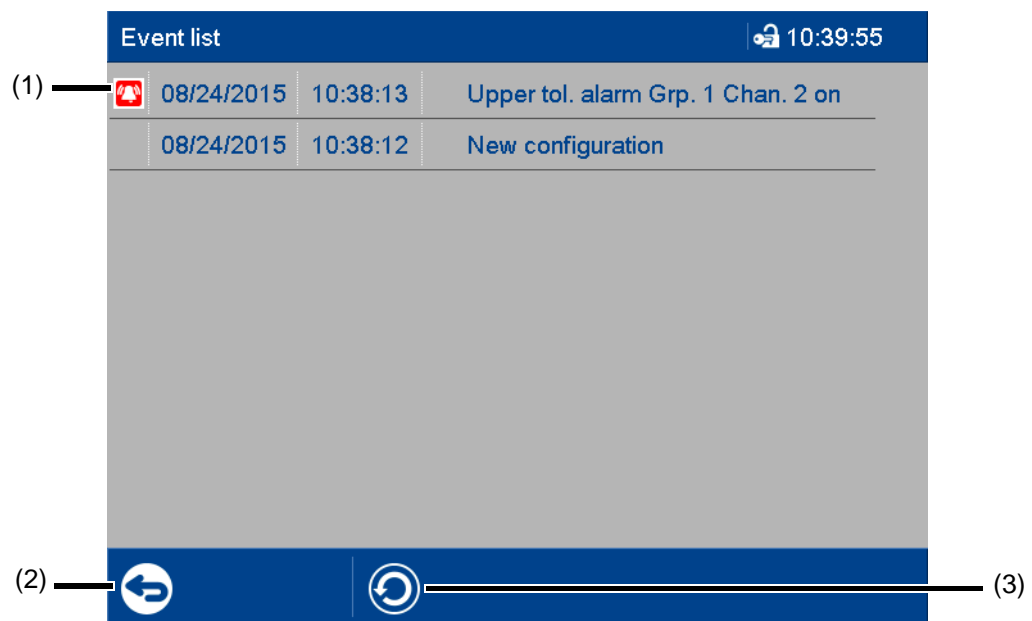 Event list 10:39:55
(1) 08/24/2015 10:38:13 Upper tol. alarm Grp. 1 Chan. 2 on
08/24/2015 10:38:12 New configuration
(2) (3)